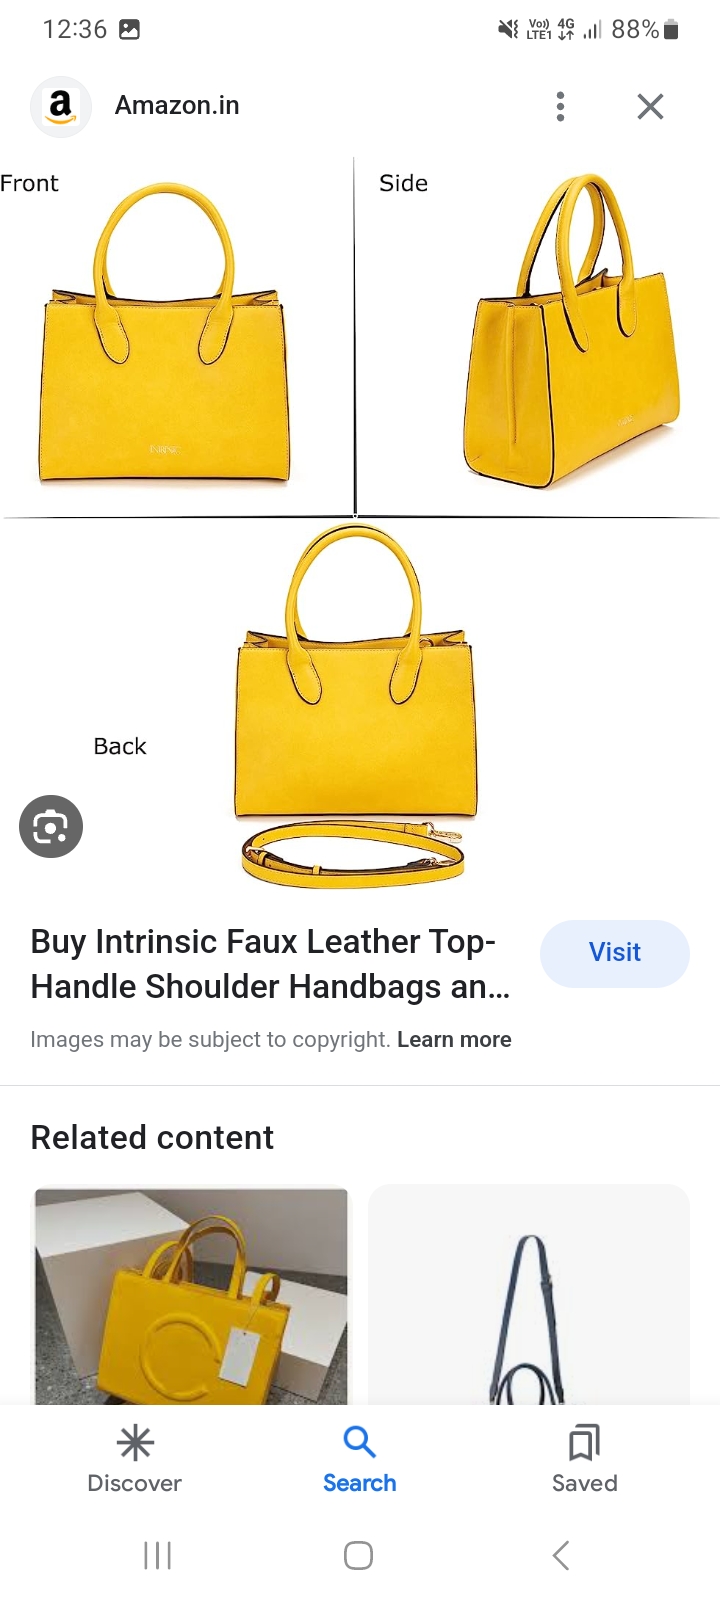 12:36
Vo))
LTE1
4G
88%
a
Amazon.in
Front
Side
INTRINSIC
Back
Buy Intrinsic Faux Leather Top-
Handle Shoulder Handbags an...
Visit
Images may be subject to copyright. Learn more
Related content
Discover
Search
Saved